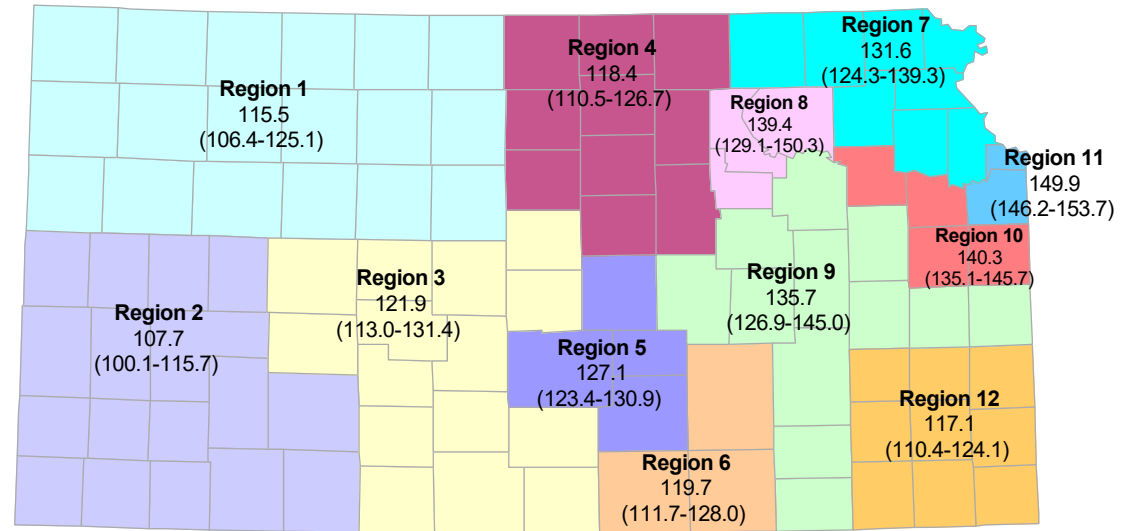 Region 1
115.5
(106.4-125.1)
Region 4
118.4
(110.5-126.7)
Region 7
131.6
(124.3-139.3)
Region 8
139.4
(129.1-150.3)
Region 11
149.9
(146.2-153.7)
Region 10
140.3
(135.1-145.7)
Region 2
107.7
(100.1-115.7)
Region 3
121.9
(113.0-131.4)
Region 9
135.7
(126.9-145.0)
Region 5
127.1
(123.4-130.9)
Region 12
117.1
(110.4-124.1)
Region 6
119.7
(111.7-128.0)